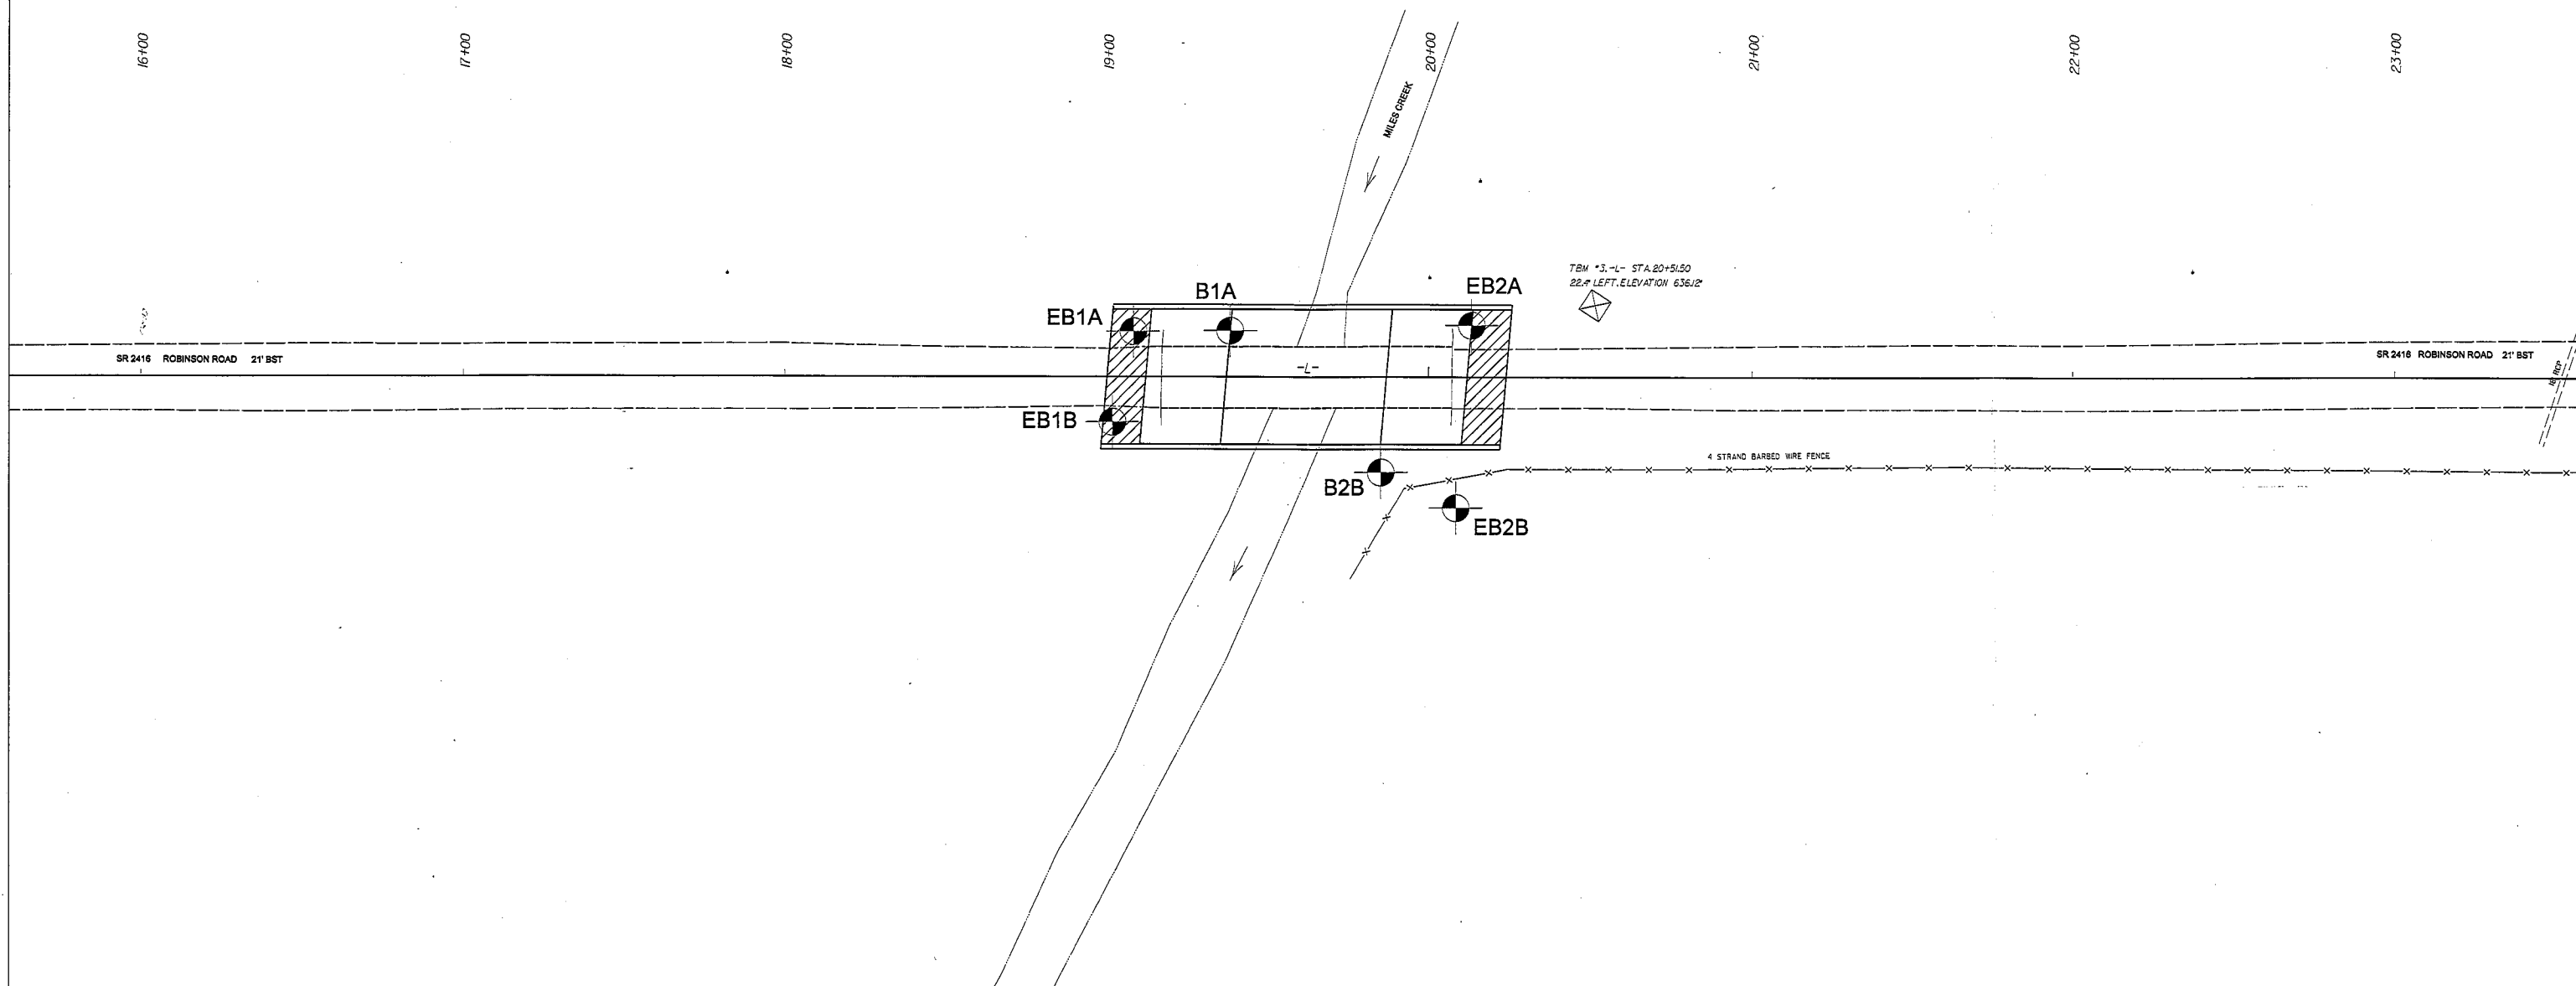 16+00
17+00
18+00
19+00
20+00
21+00
22+00
23+00
MILES CREEK
TBM #3. -L- STA.20+51.50
22.4' LEFT. ELEVATION 636.12'
B1A
EB2A
EB1A
SR 2416 ROBINSON ROAD 21' BST
-L-
SR 2416 ROBINSON ROAD 21' BST
RCP
EB1B
4 STRAND BARBED WIRE FENCE
B2B
EB2B